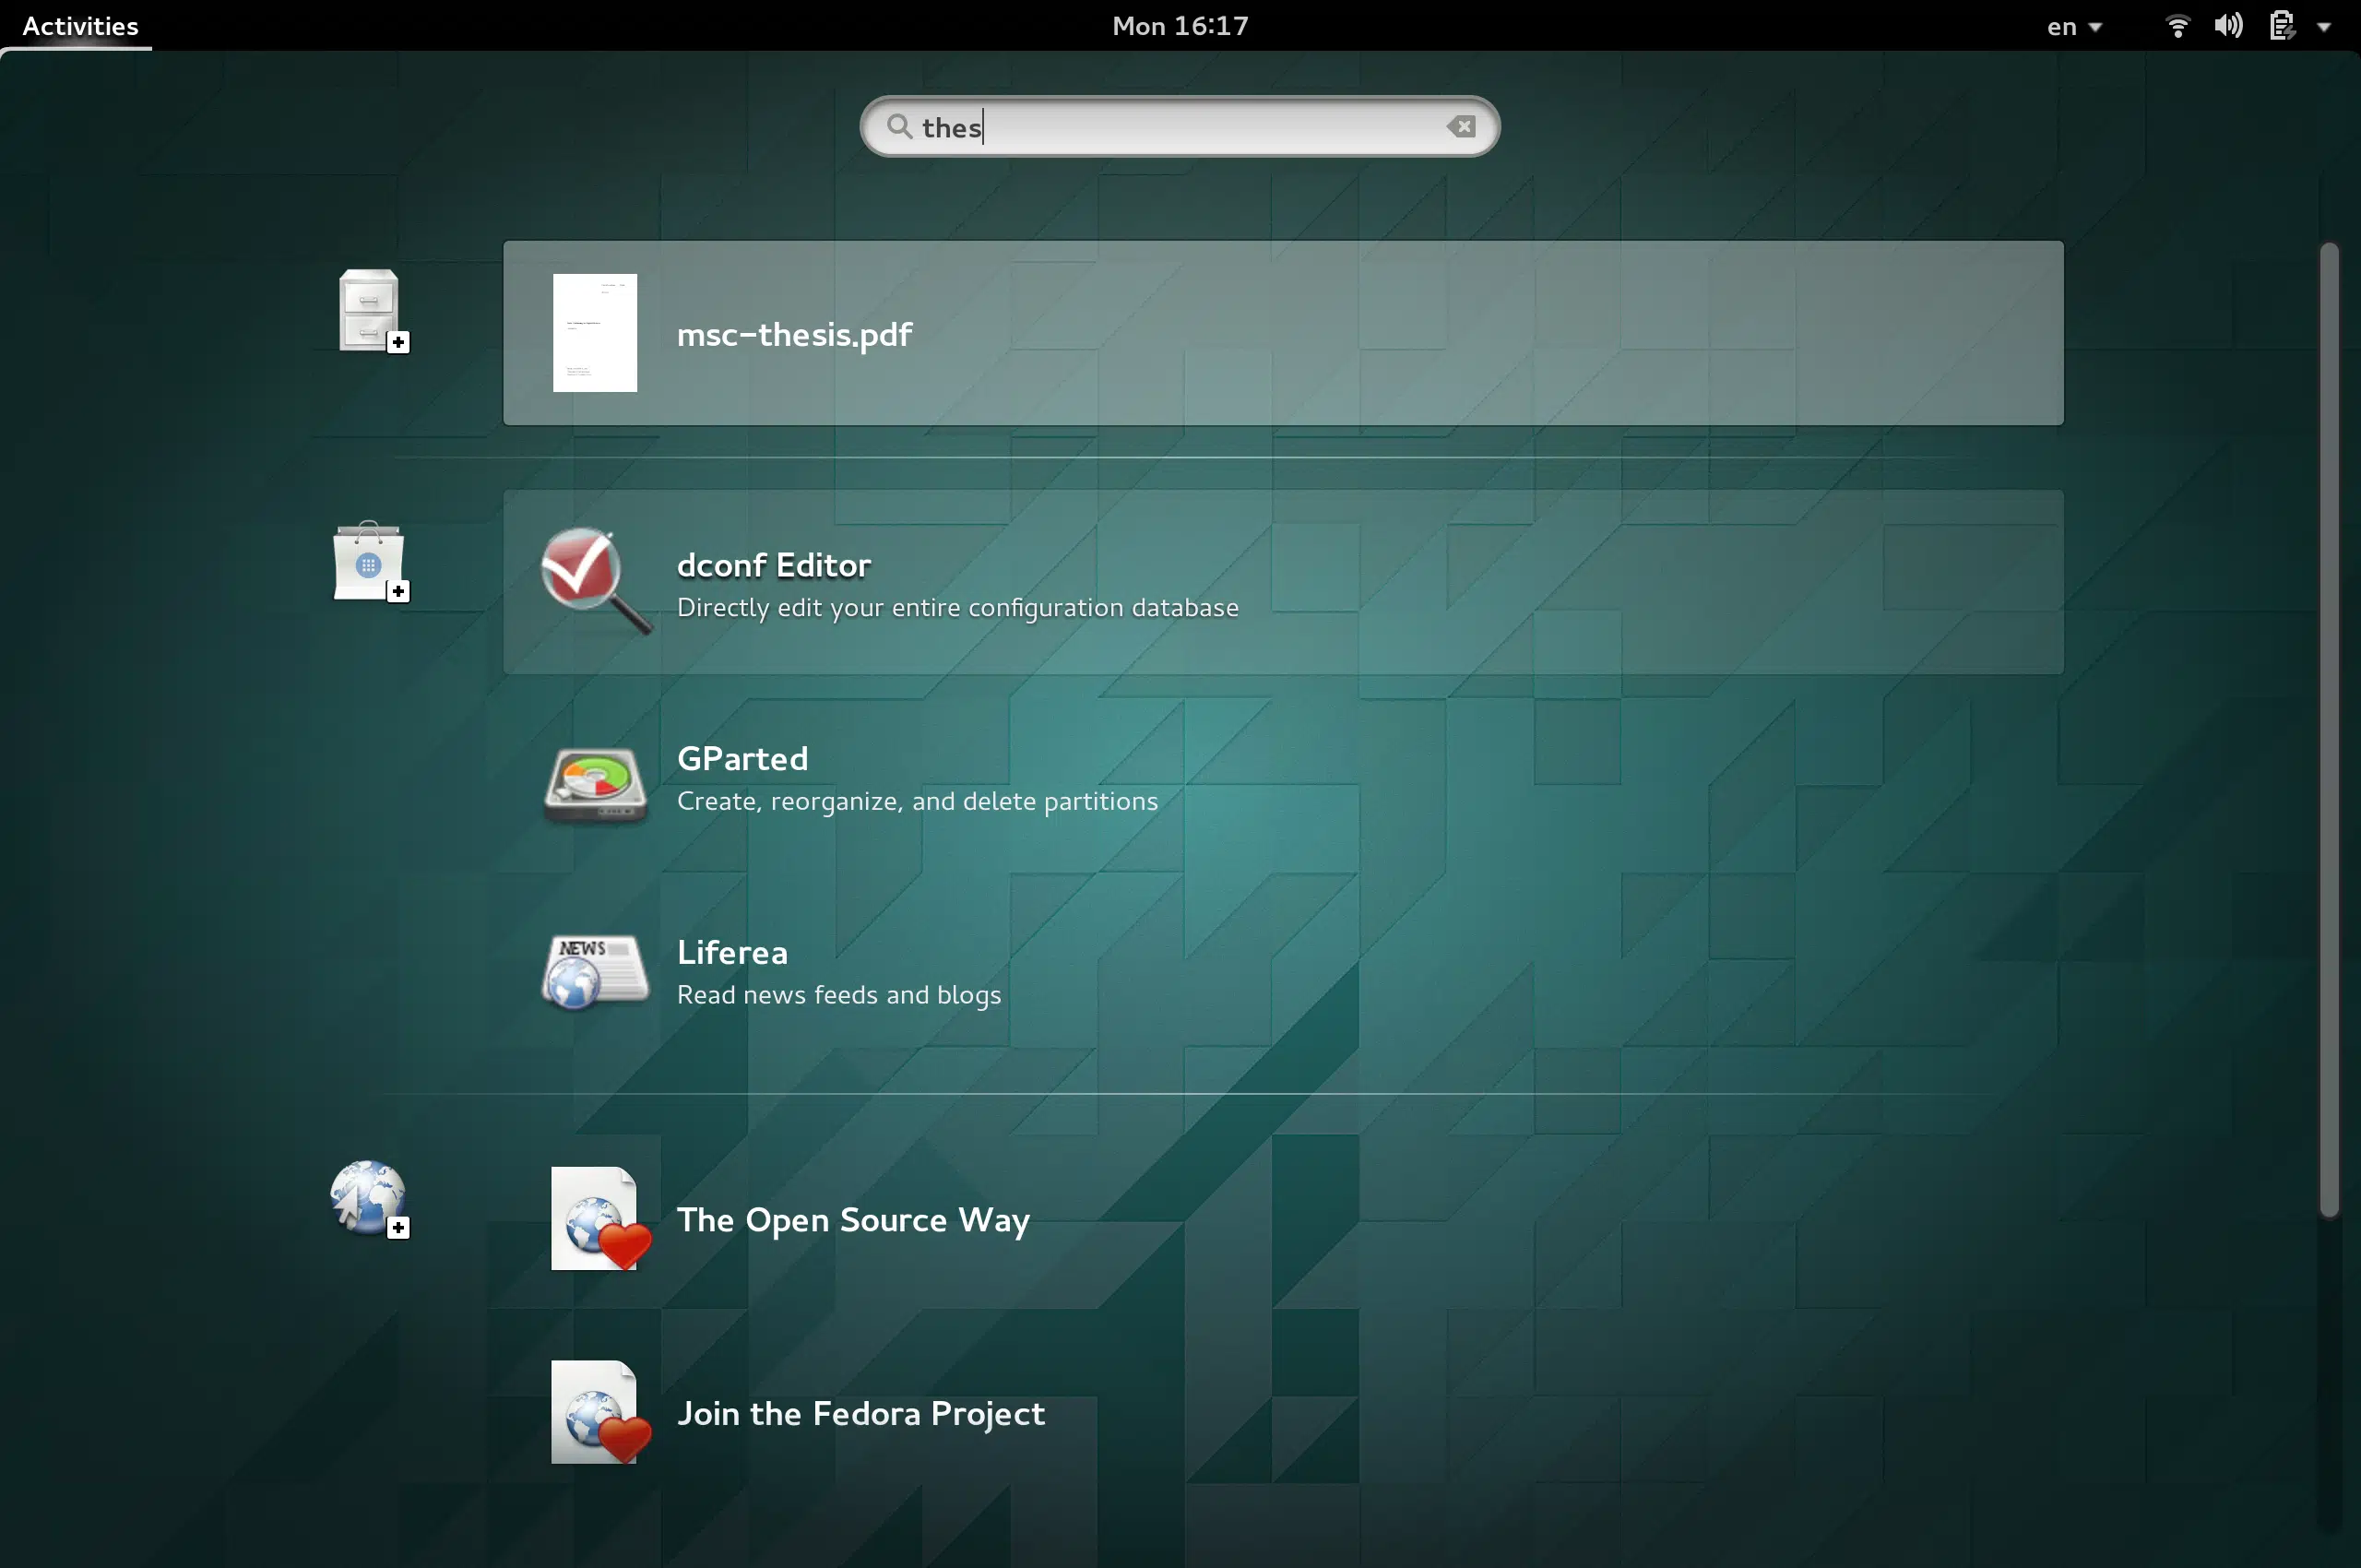 Activities
Mon 16:17
en
thes
msc-thesis.pdf
dconf Editor
Directly edit your entire configuration database
GParted
Create, reorganize, and delete partitions
NEWS
Liferea
Read news feeds and blogs
The Open Source Way
Join the Fedora Project